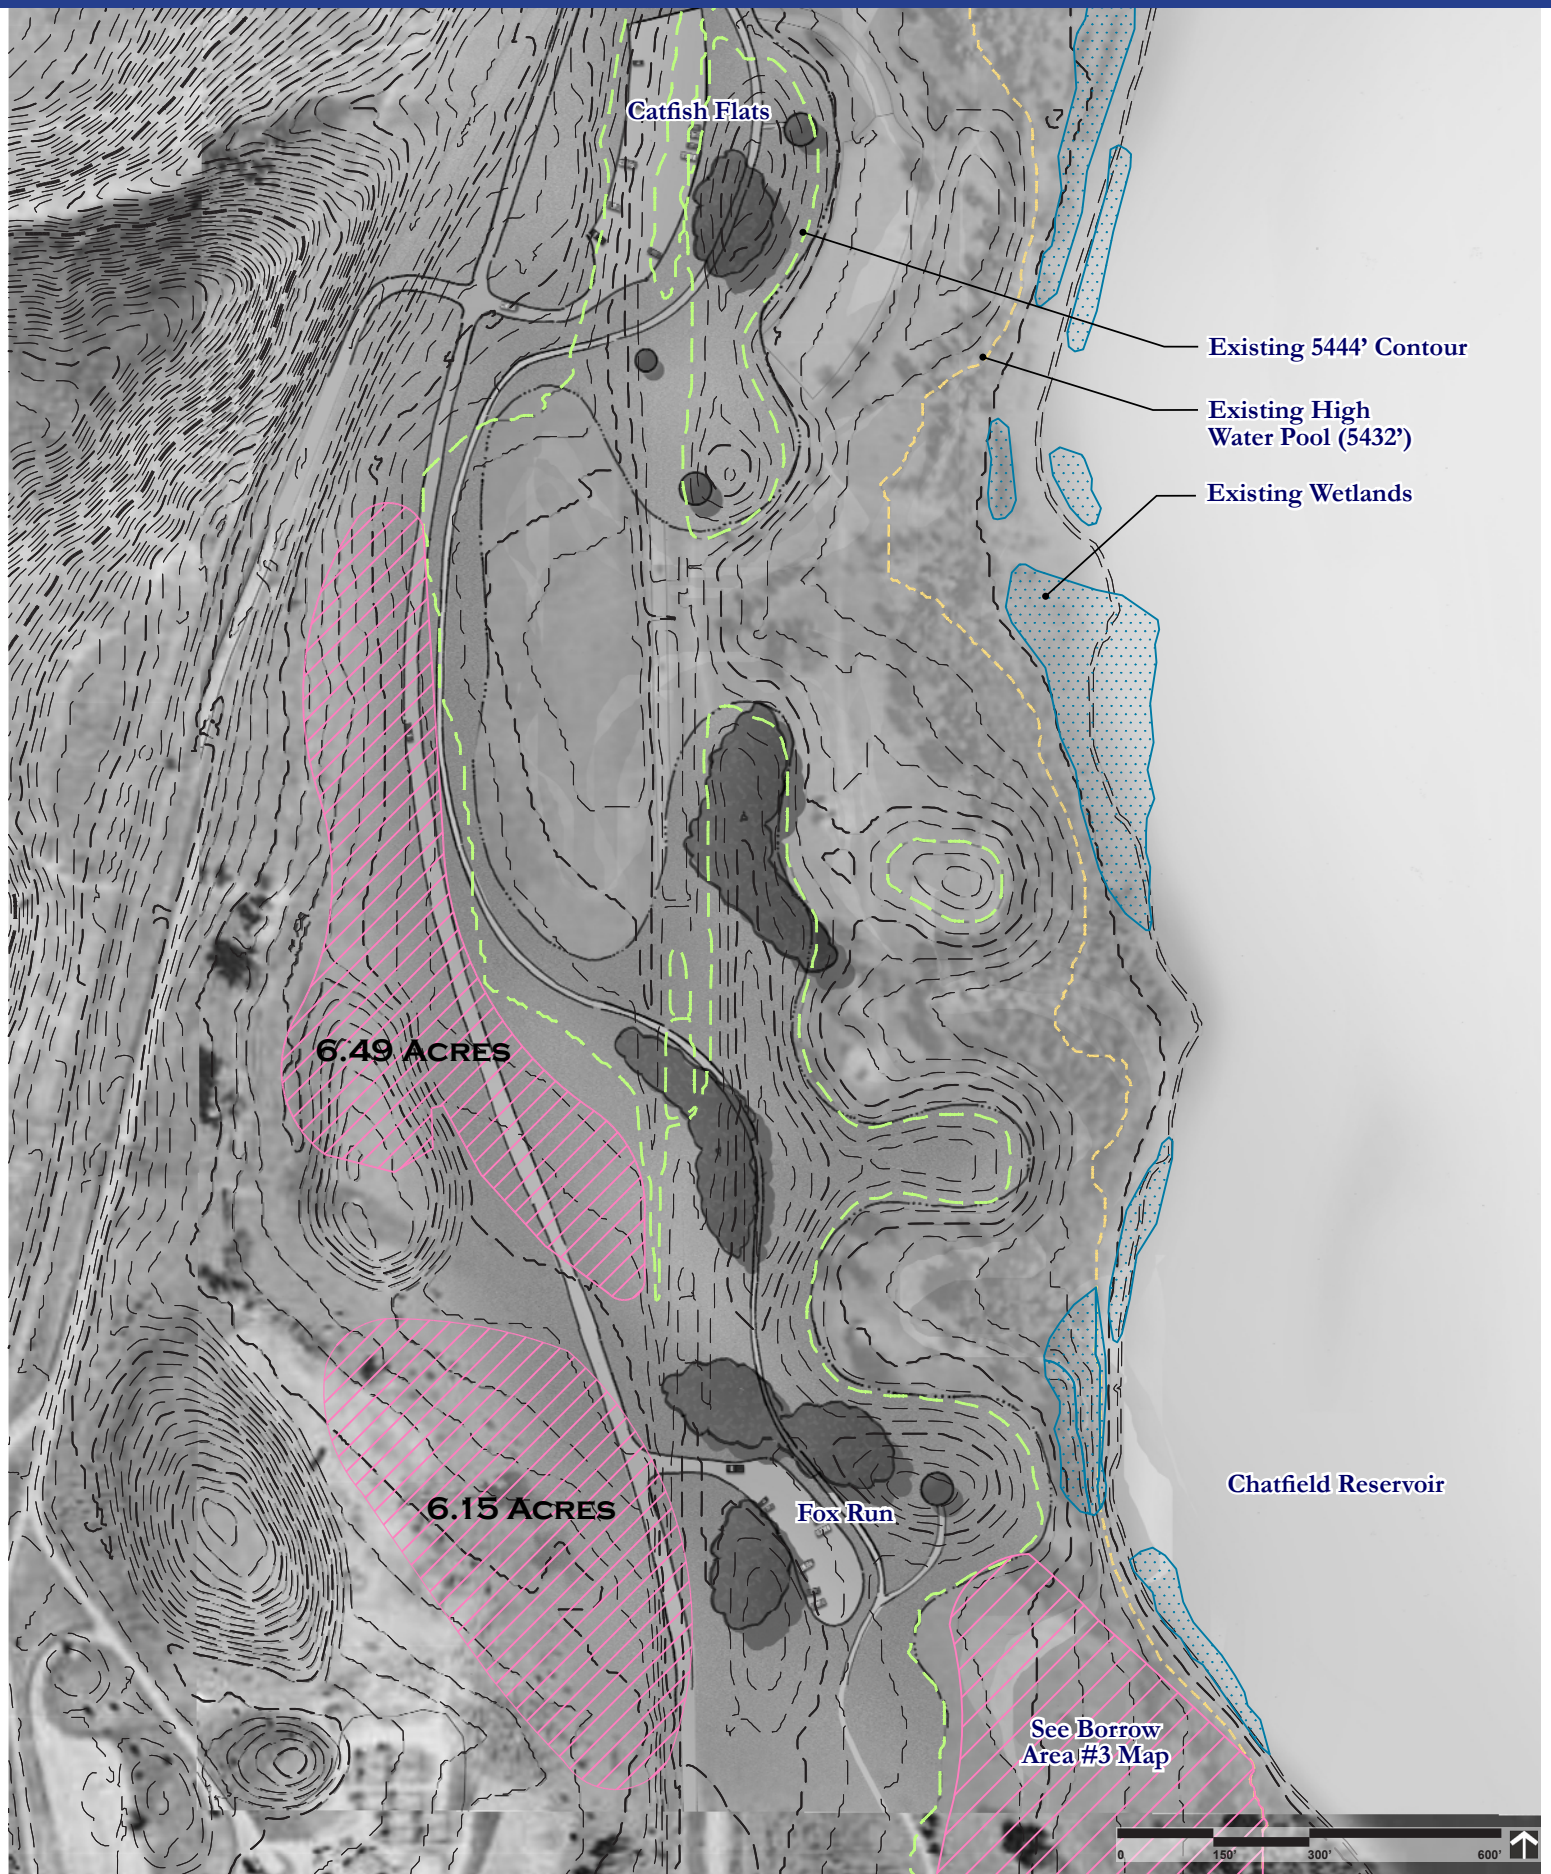 Catfish Flats
Existing 5444’ Contour
Existing High
Water Pool (5432’)
Existing Wetlands
6.49 Acres
6.15 Acres
Chatfield Reservoir
Fox Run
See Borrow
Area #3 Map
0 150' 300' 600'